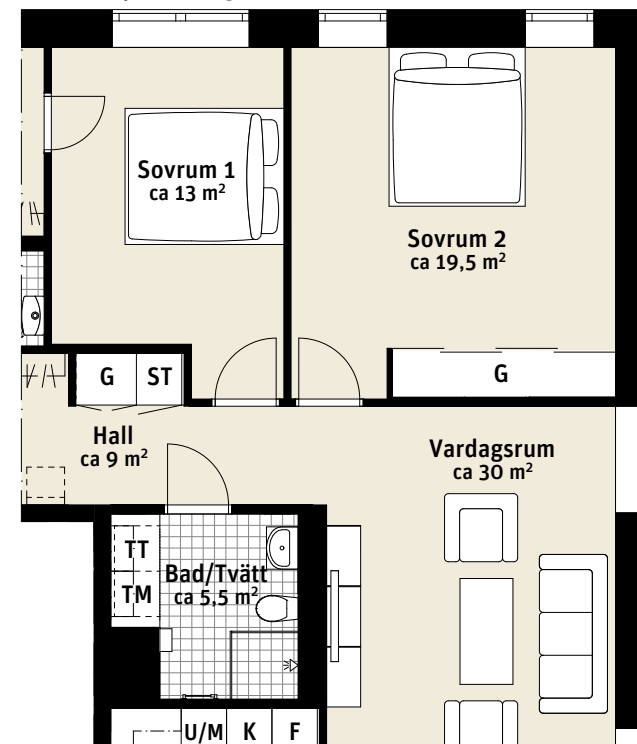 Sovrum 1
ca 13 m²
Sovrum 2
ca 19,5 m²
G
ST
G
Hall
ca 9 m²
Vardagsrum
ca 30 m²
TT
TM
Bad/Tvätt
ca 5,5 m²
U/M
K
F